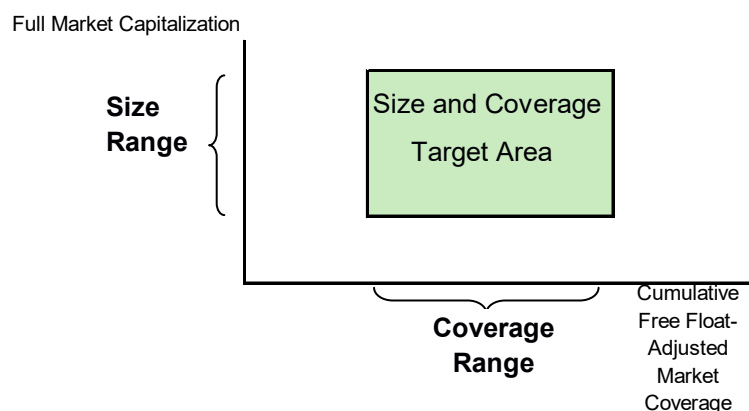 Full Market Capitalization
Size
Range
Size and Coverage
Target Area
Coverage
Range
Cumulative
Free Float-
Adjusted
Market
Coverage